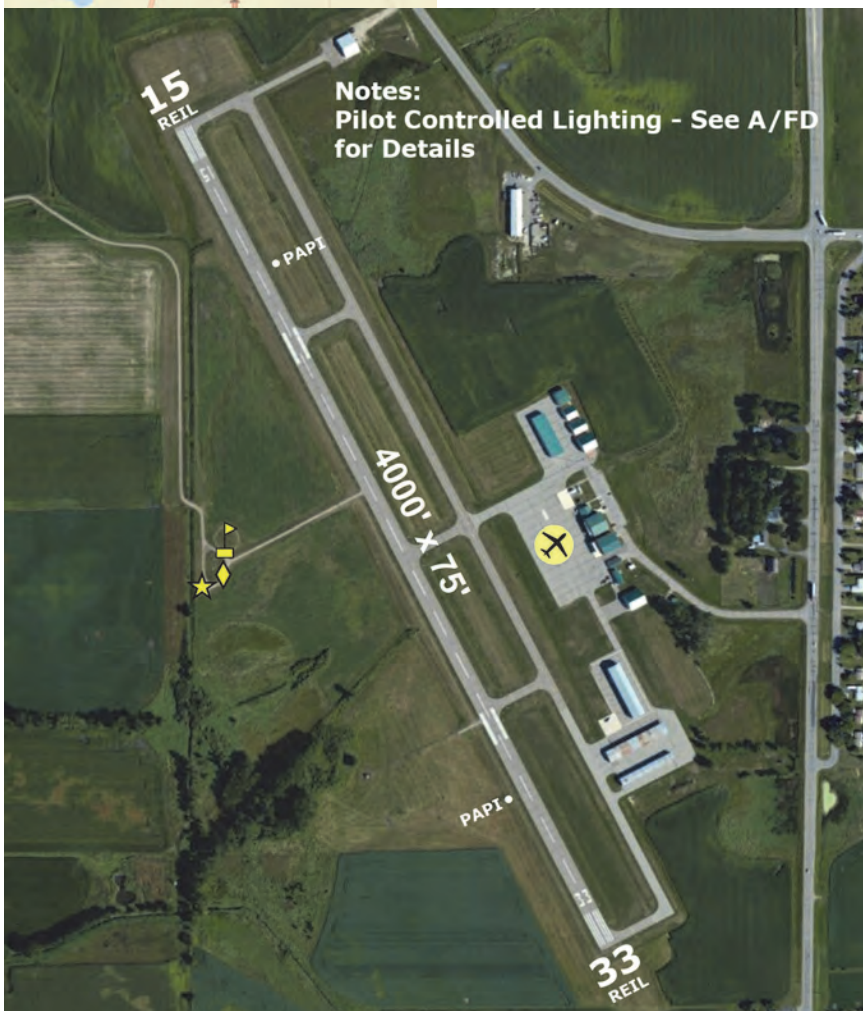 15
REIL
Notes:
Pilot Controlled Lighting - See A/FD
for Details
PAPI
4000' x 75'
PAPI
33
REIL